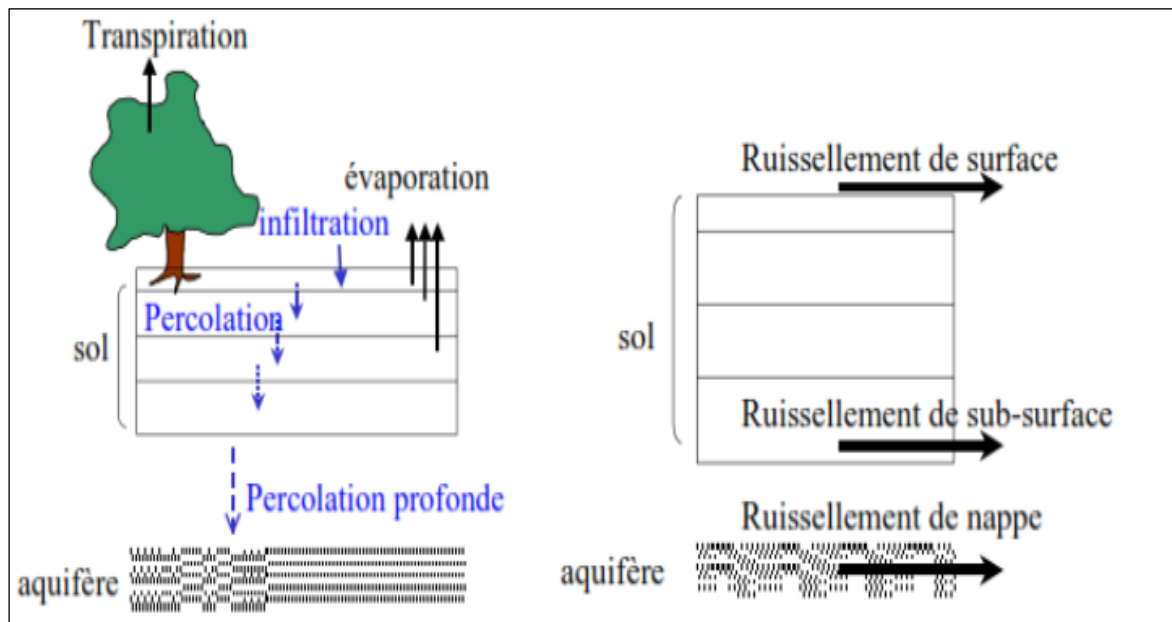 Transpiration
évaporation
infiltration
Percolation
sol
Percolation profonde
aquifère
Ruissellement de surface
sol
Ruissellement de sub-surface
Ruissellement de nappe
aquifère